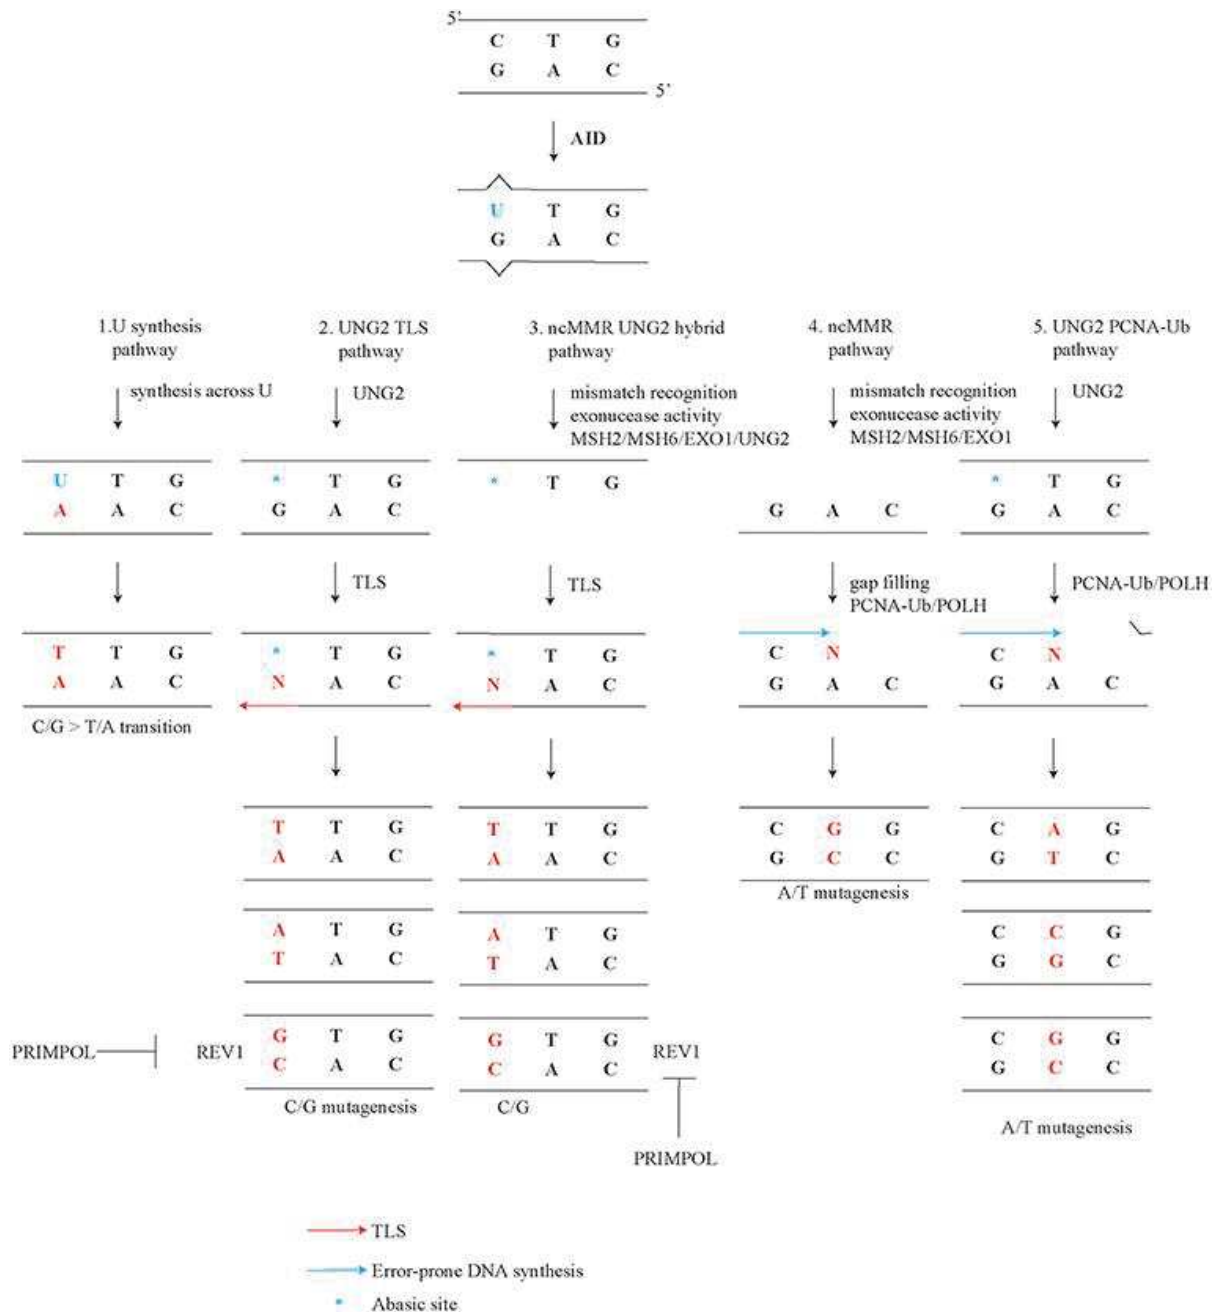 5'
C T G
G A C
5'
AID
U T G
G A C
1.U synthesis
pathway
synthesis across U
2. UNG2 TLS
pathway
UNG2
3. ncMMR UNG2 hybrid
pathway
mismatch recognition
exonucease activity
MSH2/MSH6/EXO1/UNG2
4. ncMMR
pathway
mismatch recognition
exonucease activity
MSH2/MSH6/EXO1
5. UNG2 PCNA-Ub
pathway
UNG2
U T G
A A C
* T G
G A C
* T G
G A C
* T G
G A C
TLS
TLS
gap filling
PCNA-Ub/POLH
PCNA-Ub/POLH
T T G
A A C
C/G > T/A transition
* T G
N A C
* T G
N A C
C N
G A C
C N
G A C
T T G
A A C
T T G
A A C
C G G
G C C
A/T mutagenesis
C A G
G T C
A T G
T A C
A T G
T A C
C C G
G G C
PRIMPOL
REV1
G T G
C A C
C/G mutagenesis
G T G
C A C
C/G
REV1
PRIMPOL
C G G
G C C
A/T mutagenesis
TLS
Error-prone DNA synthesis
* Abasic site